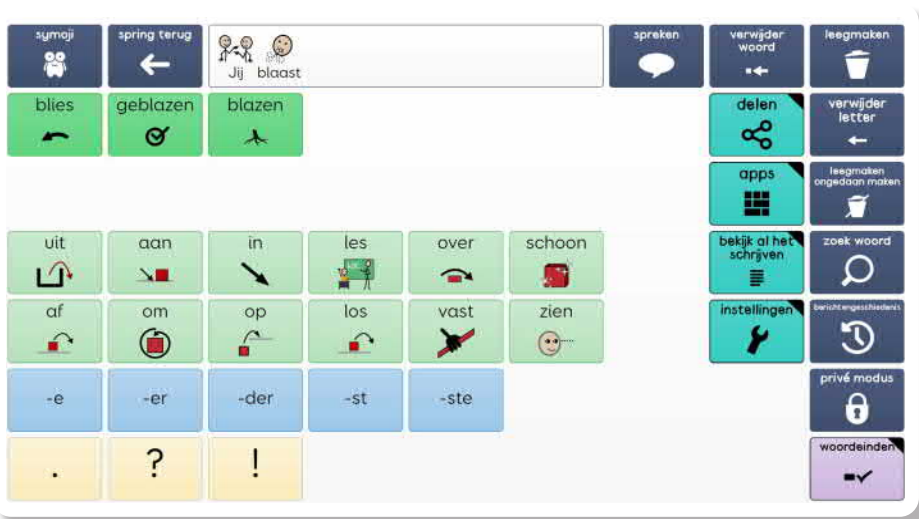 symoji
spring terug
Jij blaast
spreken
verwijder
woord
leegmaken
blies
geblazen
blazen
delen
verwijder
letter
apps
leegmaken
ongedaan maken
uit
aan
in
les
over
schoon
bekijk al het
schrijven
zoek woord
af
om
op
los
vast
zien
instellingen
berichtengeschiedenis
-e
-er
-der
-st
-ste
privé modus
.
?
!
woordeinden